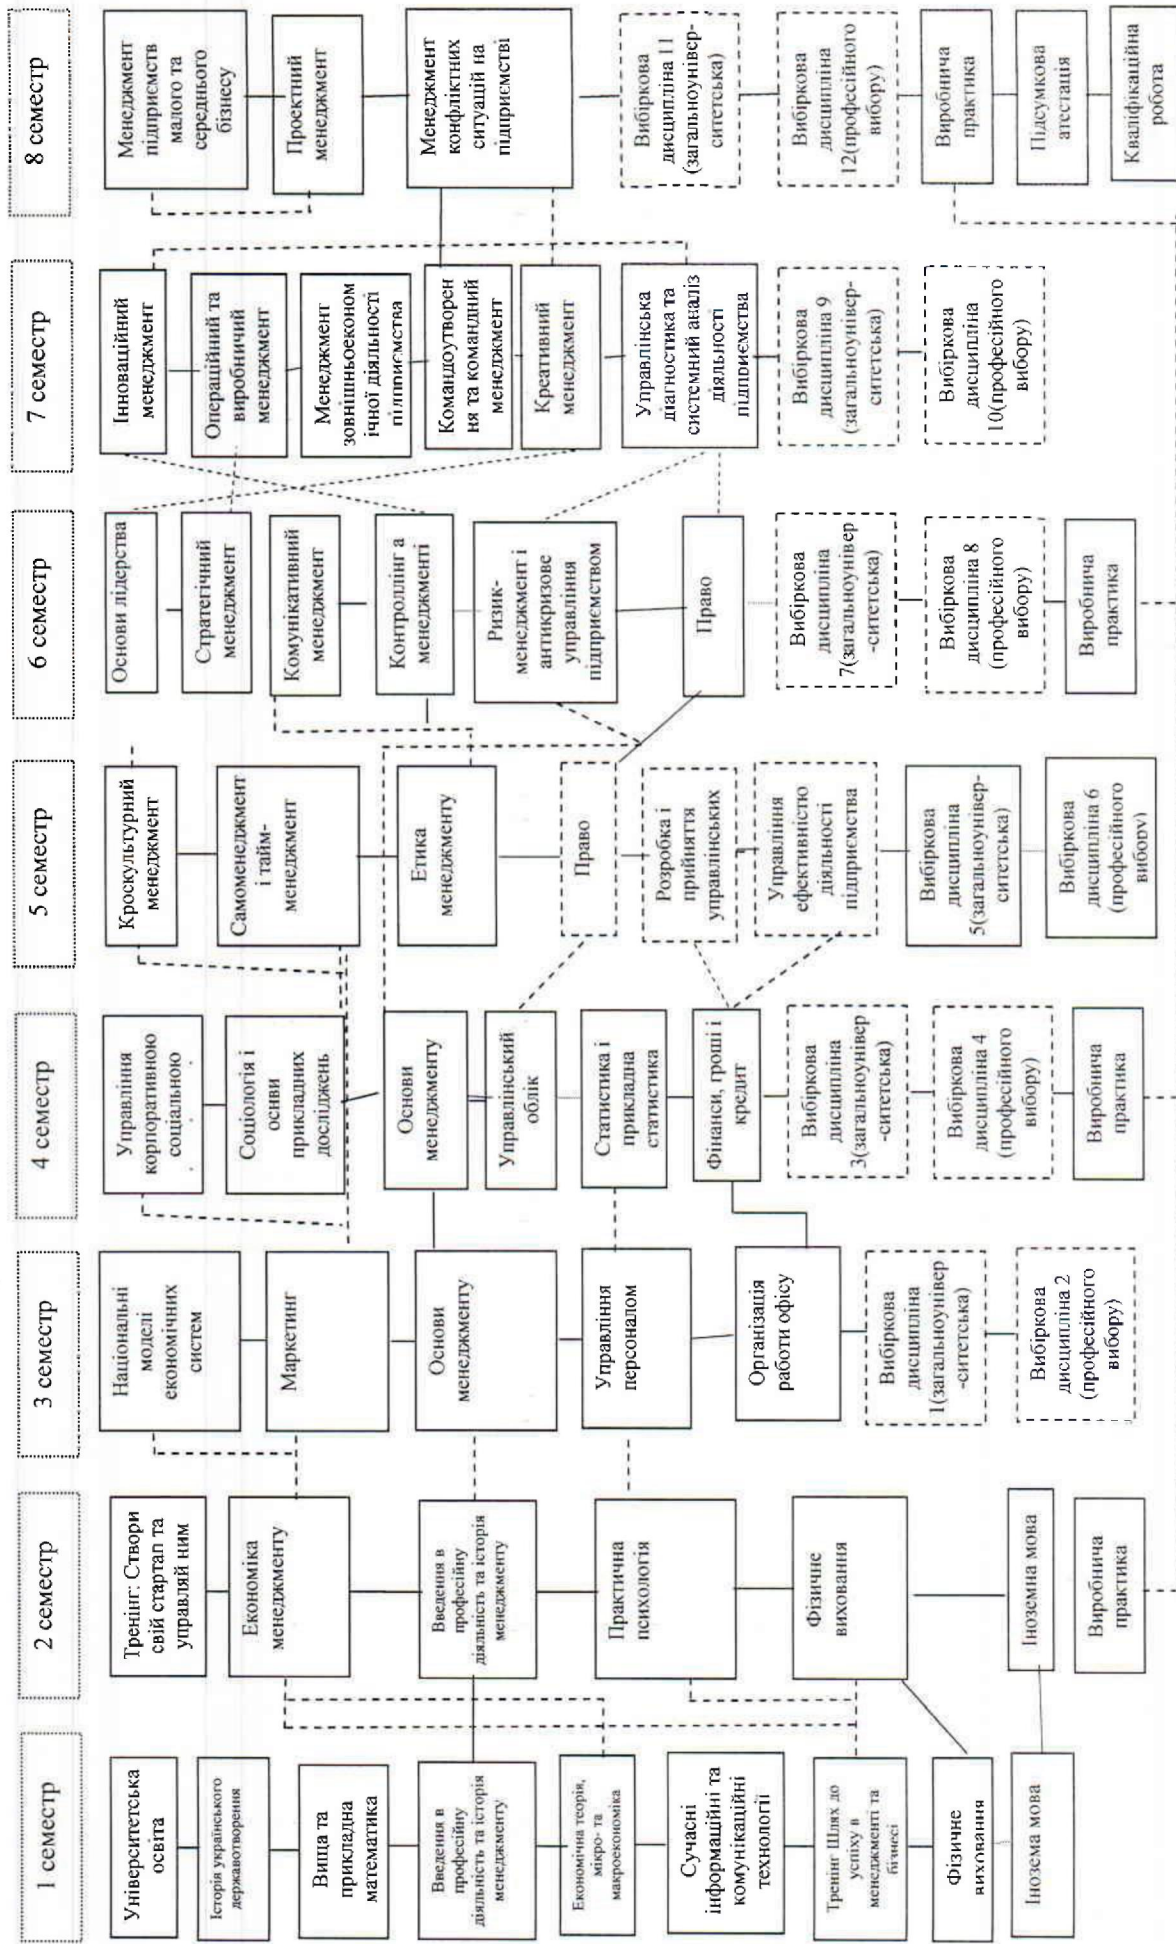 1 семестр
Університетська
освіта
Історія українського
державотворення
Вища та
прикладна
математика
Введення в
професійну
діяльність та історія
менеджменту
Економічна теорія,
мікро- та
макроекономіка
Сучасні
інформаційні та
комунікаційні
технології
Тренінг Шлях до
успіху в
менеджменті та
бізнесі
Фізичне
виховання
Інозема мова
2 семестр
Тренінг: Створи
свій стартап та
управляй ним
Економіка
менеджменту
Введення в
професійну
діяльність та історія
менеджменту
Практична
психологія
Фізичне
виховання
Іноземна мова
Виробнича
практика
3 семестр
Національні
моделі
економічних
систем
Маркетинг
Основи
менеджменту
Управління
персоналом
Організація
работи офісу
Вибіркова
дисципліна
1(загальноунівер
-ситетська)
Вибіркова
дисципліна 2
(професійного
вибору)
4 семестр
Управління
корпоративною
соціальною
Соціологія і
осиви
прикладних
досліджень
Основи
менеджменту
Управлінський
облік
Статистика і
прикладна
статистика
Фінанси, гроші і
кредит
Вибіркова
дисципліна
3(загальноунівер
-ситетська)
Вибіркова
дисципліна 4
(професійного
вибору)
Виробнича
практика
5 семестр
Кроскультурний
менеджмент
Самоменеджмент
і тайм-
менеджмент
Етика
менеджменту
Право
Розробка і
прийняття
управлінських
Управління
ефективністю
діяльності
підприємства
Вибіркова
дисципліна
5(загальноунівер-
ситетська)
Вибіркова
дисципліна 6
(професійного
вибору)
6 семестр
Основи лідерства
Стратегічний
менеджмент
Комунікативний
менеджмент
Контроллінг а
менеджменті
Ризик-
менеджмент і
антикризове
управління
підприємством
Право
Вибіркова
дисципліна
7(загальноунівер
-ситетська)
Вибіркова
дисципліна 8
(професійного
вибору)
Виробнича
практика
7 семестр
Інноваційний
менеджмент
Операційний та
виробничий
менеджмент
Менеджмент
зовнішньоеконом
ічної діяльності
підприємства
Командоутворен
ня та командний
менеджмент
Креативний
менеджмент
Управлінська
діагностика та
системний аналіз
діяльності
підприємства
Вибіркова
дисципліна 9
(загальноунівер-
ситетська)
Вибіркова
дисципліна
10(професійного
вибору)
8 семестр
Менеджмент
підприємств
малого та
середнього
бізнесу
Проектний
менеджмент
Менеджмент
конфліктних
ситуацій на
підприємстві
Вибіркова
дисципліна 11
(загальноунівер-
ситетська)
Вибіркова
дисципліна
12(професійного
вибору)
Виробнича
практика
Підсумкова
атестація
Кваліфікаційна
робота